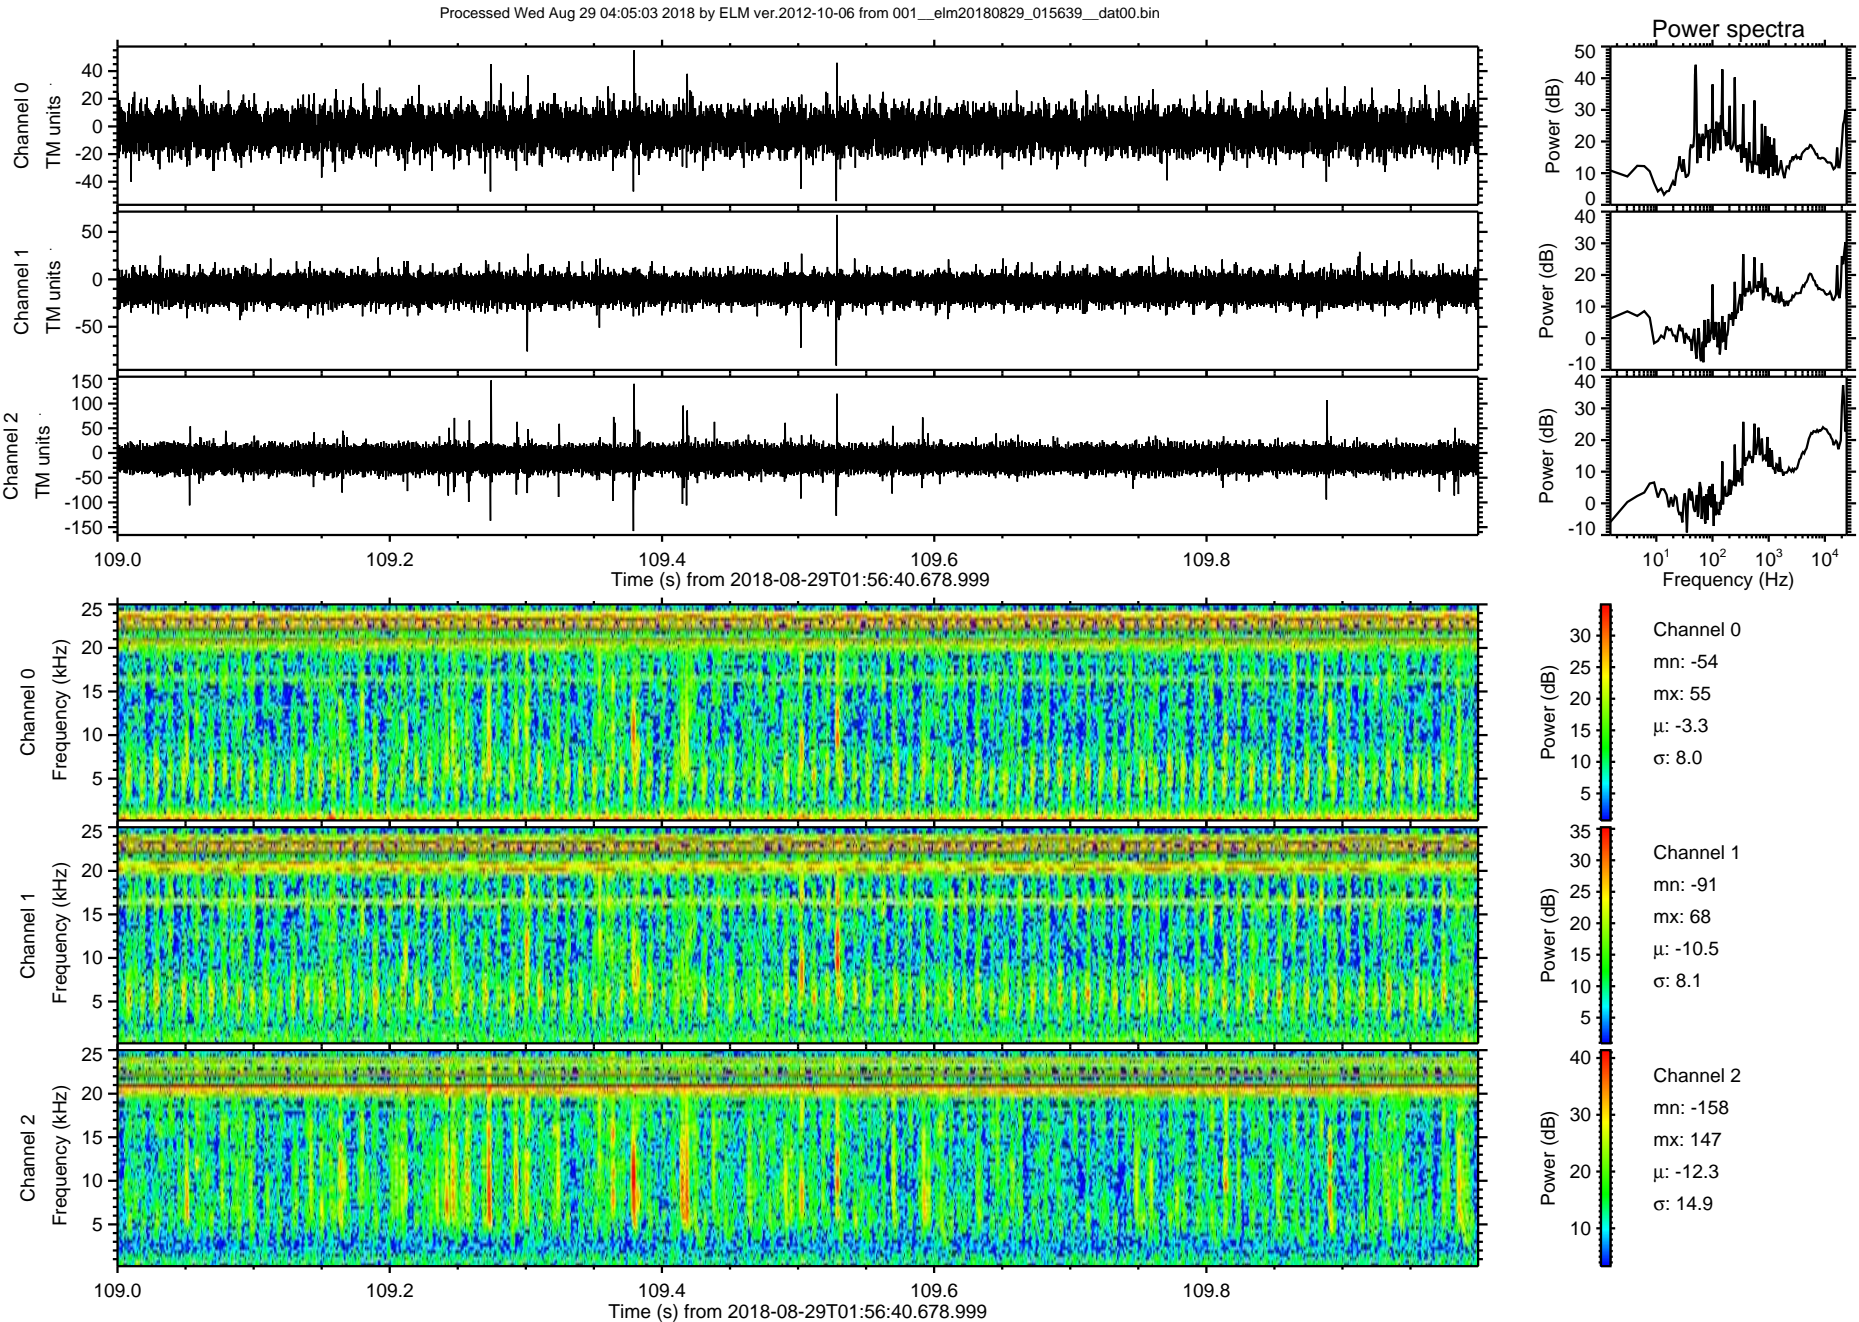 Processed Wed Aug 29 04:05:03 2018 by ELM ver.2012-10-06 from 001__elm20180829_015639__dat00.bin
Power spectra
Channel 0
TM units
40
20
0
-20
-40
Power (dB)
50
40
30
20
10
0
Channel 1
TM units
50
0
-50
Power (dB)
40
30
20
10
0
-10
Channel 2
TM units
150
100
50
0
-50
-100
-150
Power (dB)
40
30
20
10
0
-10
109.0 109.2 109.4 109.6 109.8
Time (s) from 2018-08-29T01:56:40.678.999
10¹ 10² 10³ 10⁴
Frequency (Hz)
Channel 0
Frequency (kHz)
25
20
15
10
5
Power (dB)
30
25
20
15
10
5
Channel 0
mn: -54
mx: 55
μ: -3.3
σ: 8.0
Channel 1
Frequency (kHz)
25
20
15
10
5
Power (dB)
35
30
25
20
15
10
5
Channel 1
mn: -91
mx: 68
μ: -10.5
σ: 8.1
Channel 2
Frequency (kHz)
25
20
15
10
5
Power (dB)
40
30
20
10
Channel 2
mn: -158
mx: 147
μ: -12.3
σ: 14.9
109.0 109.2 109.4 109.6 109.8
Time (s) from 2018-08-29T01:56:40.678.999